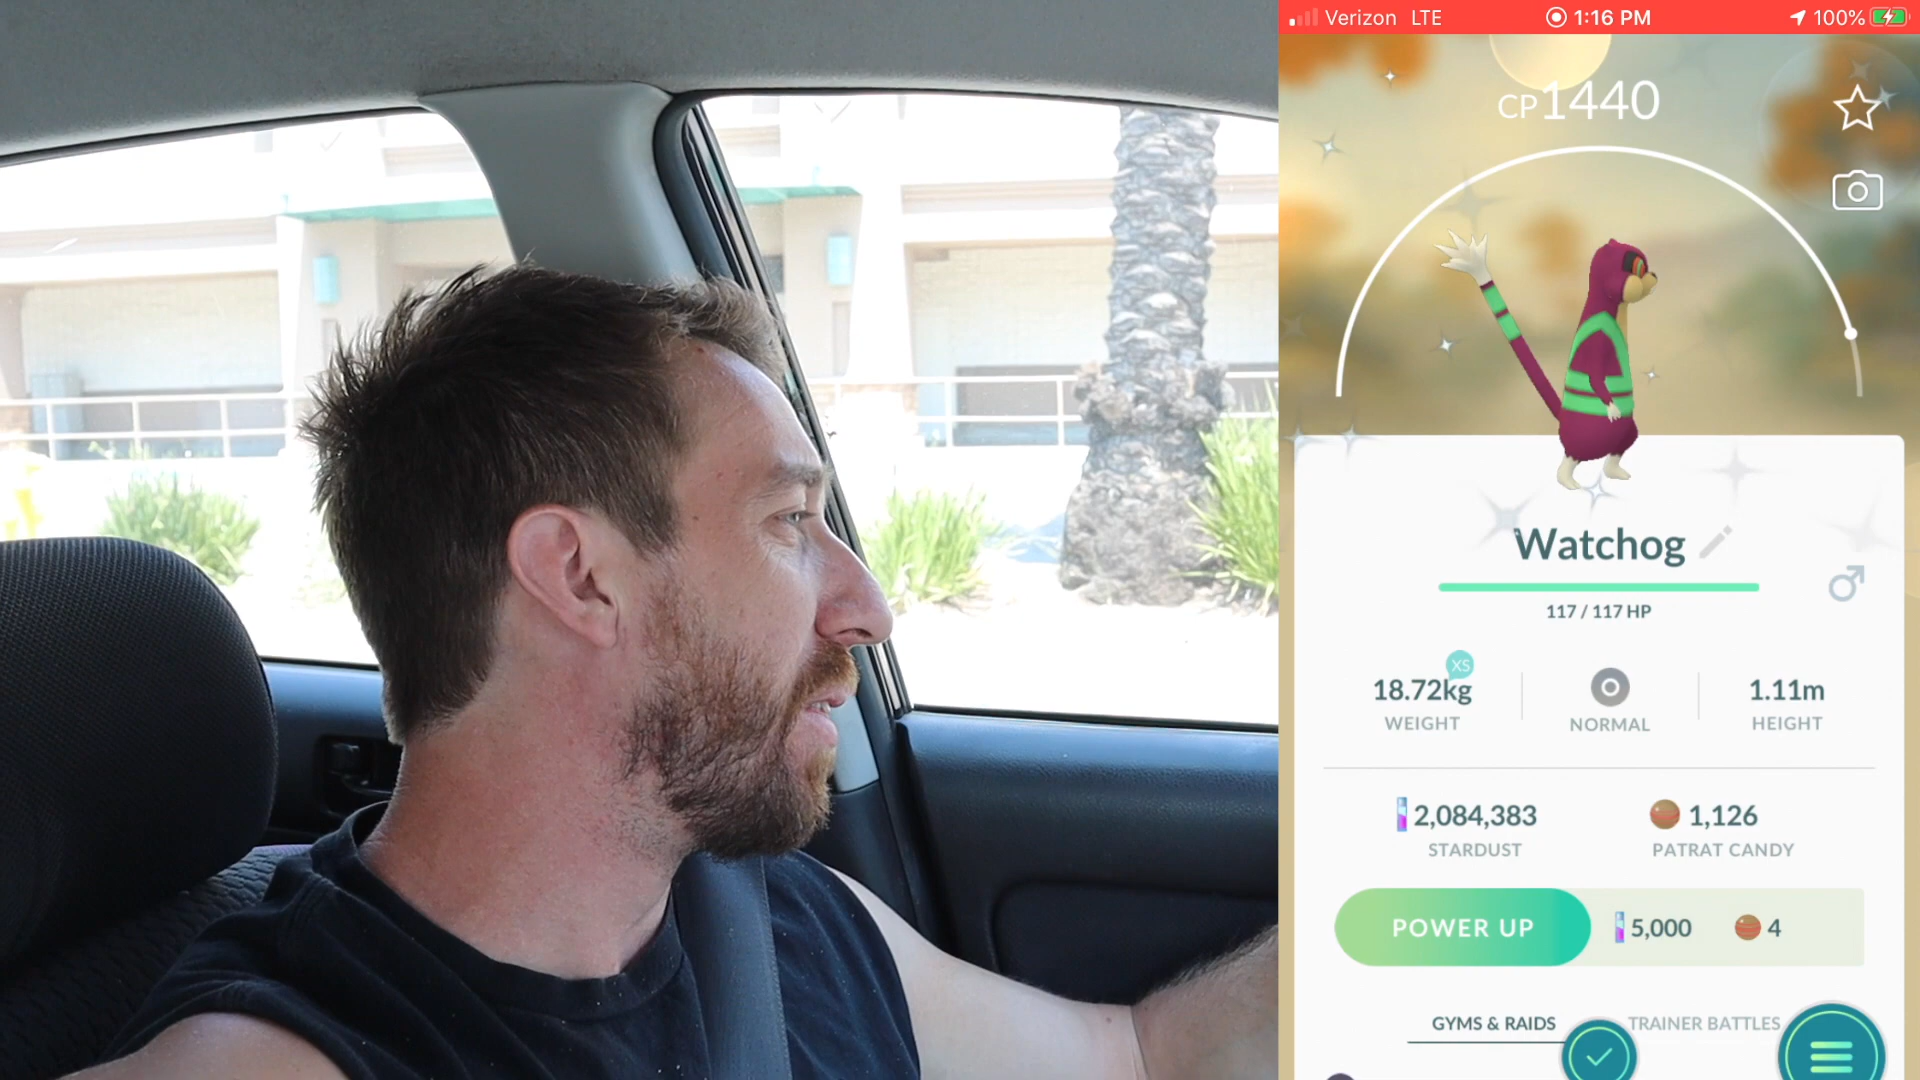 Verizon LTE 1:16 PM 100%
CP1440
Watchog
117 / 117 HP
XS
18.72kg
WEIGHT
NORMAL
1.11m
HEIGHT
2,084,383
STARDUST
1,126
PATRAT CANDY
POWER UP 5,000 4
GYMS & RAIDS TRAINER BATTLES